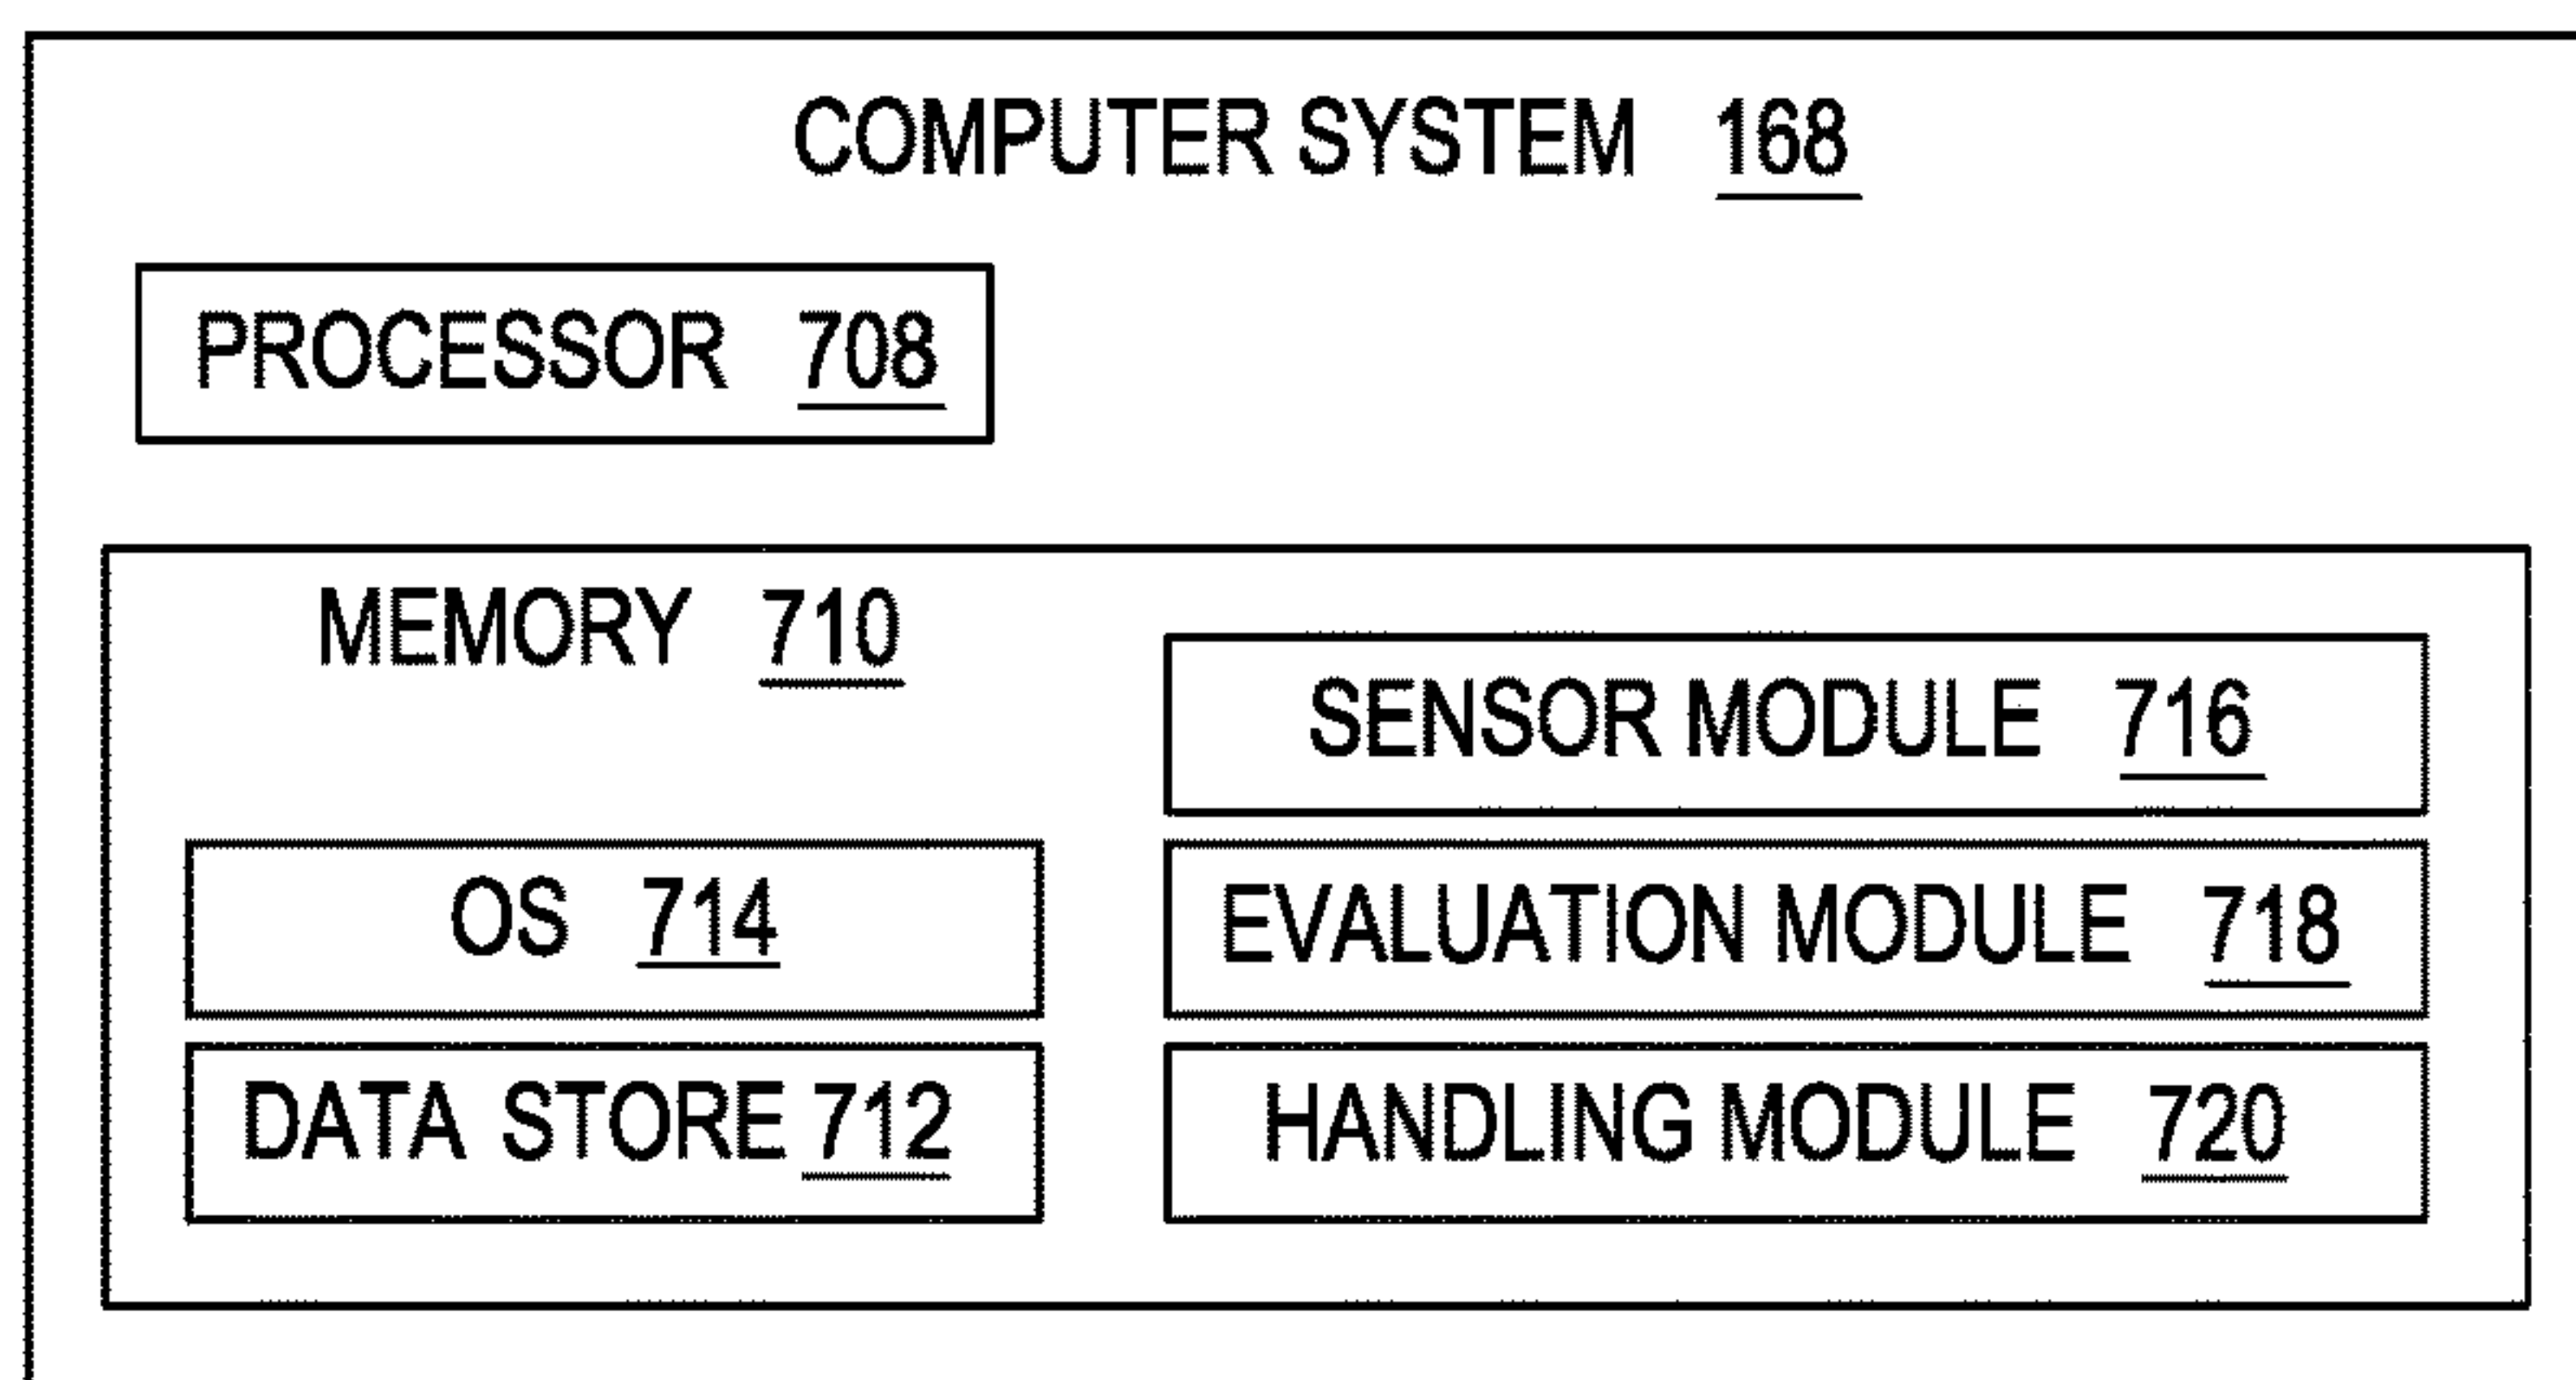 COMPUTER SYSTEM 168
PROCESSOR 708
MEMORY 710
OS 714
DATA STORE 712
SENSOR MODULE 716
EVALUATION MODULE 718
HANDLING MODULE 720